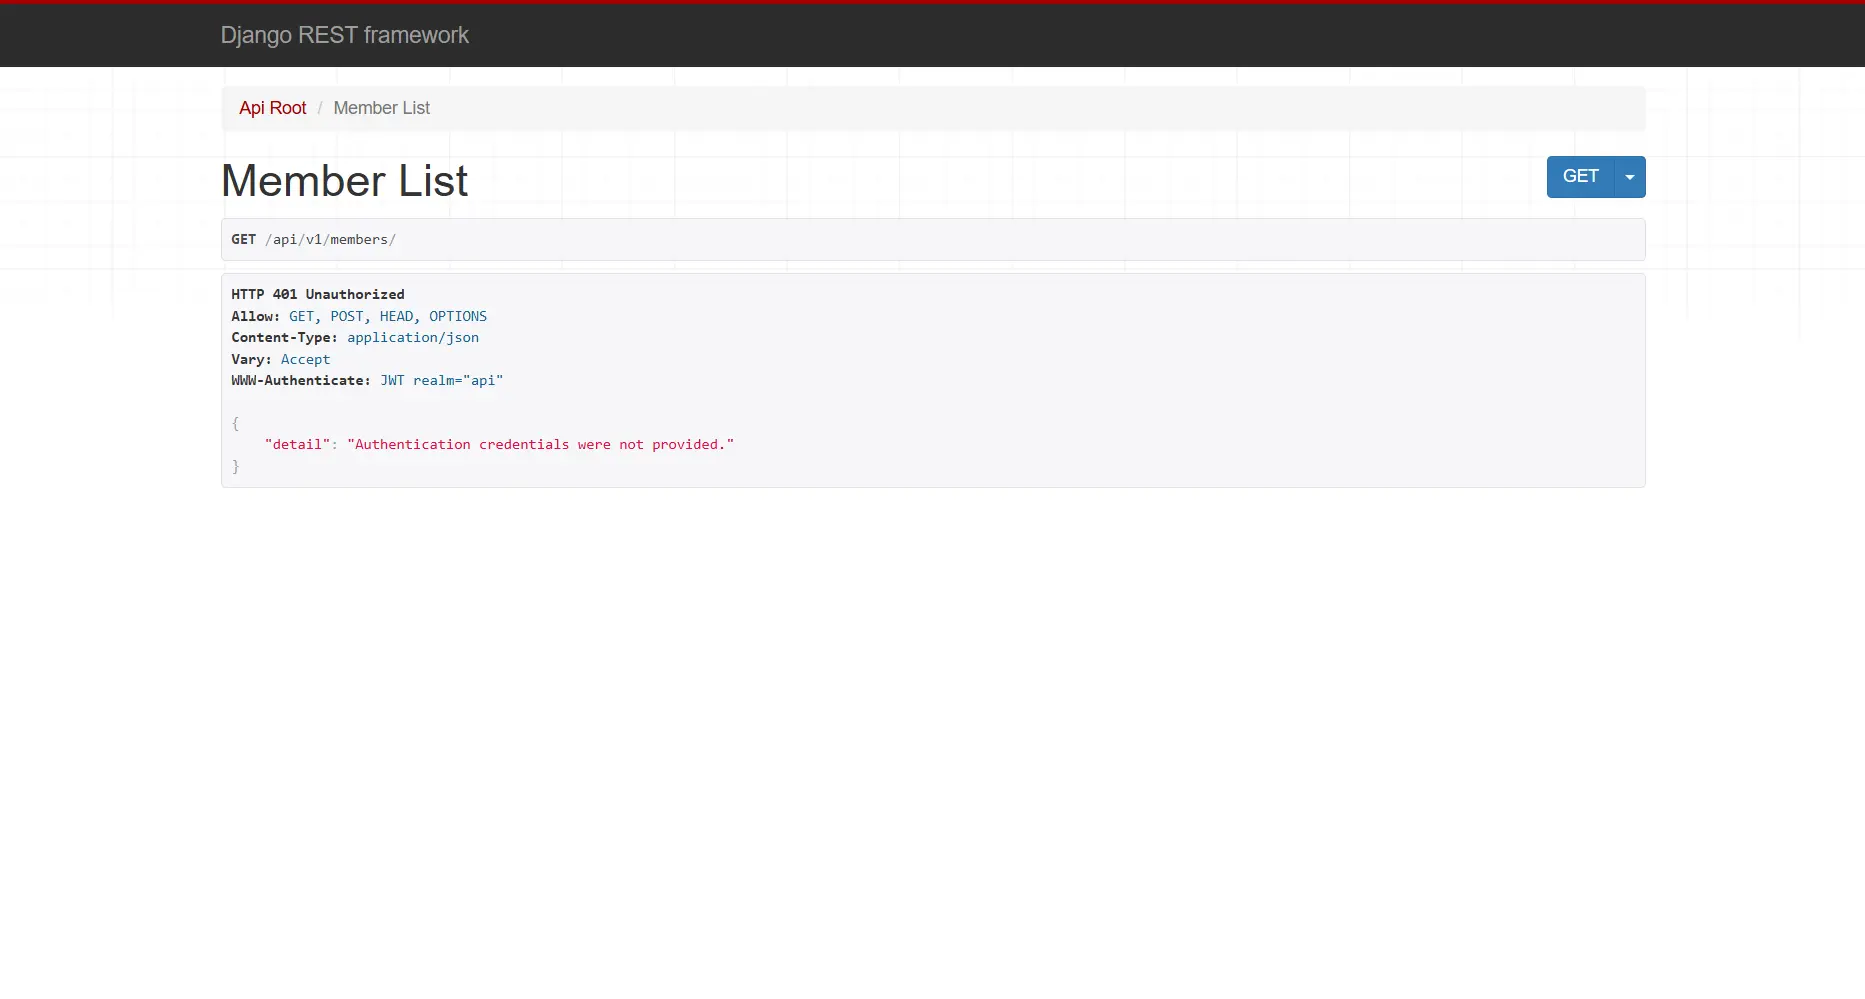 Django REST framework
Api Root / Member List
Member List
GET
GET /api/v1/members/
HTTP 401 Unauthorized
Allow: GET, POST, HEAD, OPTIONS
Content-Type: application/json
Vary: Accept
WWW-Authenticate: JWT realm="api"
{
    "detail": "Authentication credentials were not provided."
}